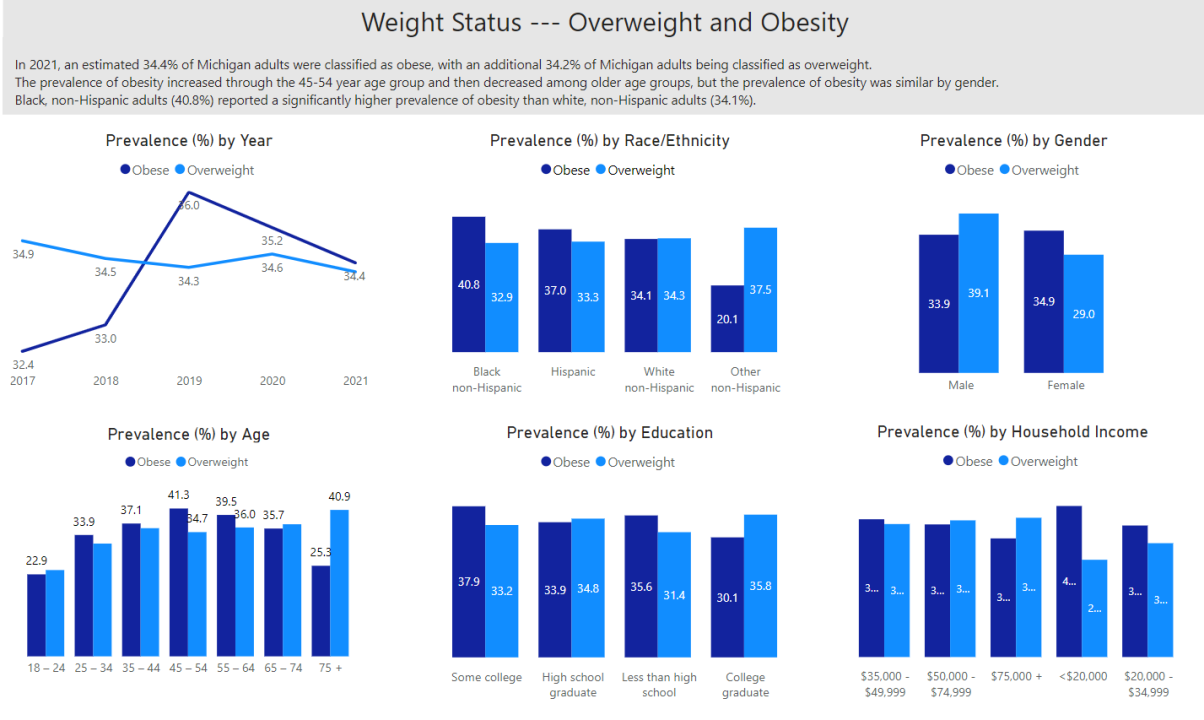 Weight Status --- Overweight and Obesity
In 2021, an estimated 34.4% of Michigan adults were classified as obese, with an additional 34.2% of Michigan adults being classified as overweight.
The prevalence of obesity increased through the 45-54 year age group and then decreased among older age groups, but the prevalence of obesity was similar by gender.
Black, non-Hispanic adults (40.8%) reported a significantly higher prevalence of obesity than white, non-Hispanic adults (34.1%).
Prevalence (%) by Year
Obese Overweight
36.0
34.9
35.2
34.5
34.6
34.3
34.4
33.0
32.4
2017 2018 2019 2020 2021
Prevalence (%) by Race/Ethnicity
Obese Overweight
40.8 32.9 37.0 33.3 34.1 34.3 20.1 37.5
Black Hispanic White Other
non-Hispanic non-Hispanic non-Hispanic
Prevalence (%) by Gender
Obese Overweight
33.9 39.1 34.9 29.0
Male Female
Prevalence (%) by Age
Obese Overweight
22.9 33.9 37.1 41.3 34.7 39.5 36.0 35.7 25.3 40.9
18 – 24 25 – 34 35 – 44 45 – 54 55 – 64 65 – 74 75 +
Prevalence (%) by Education
Obese Overweight
37.9 33.2 33.9 34.8 35.6 31.4 30.1 35.8
Some college High school Less than high College
graduate school graduate
Prevalence (%) by Household Income
Obese Overweight
3... 3... 3... 3... 3... 3... 4... 2... 3... 3...
$35,000 - $50,000 - $75,000 + <$20,000 $20,000 -
$49,999 $74,999 $34,999